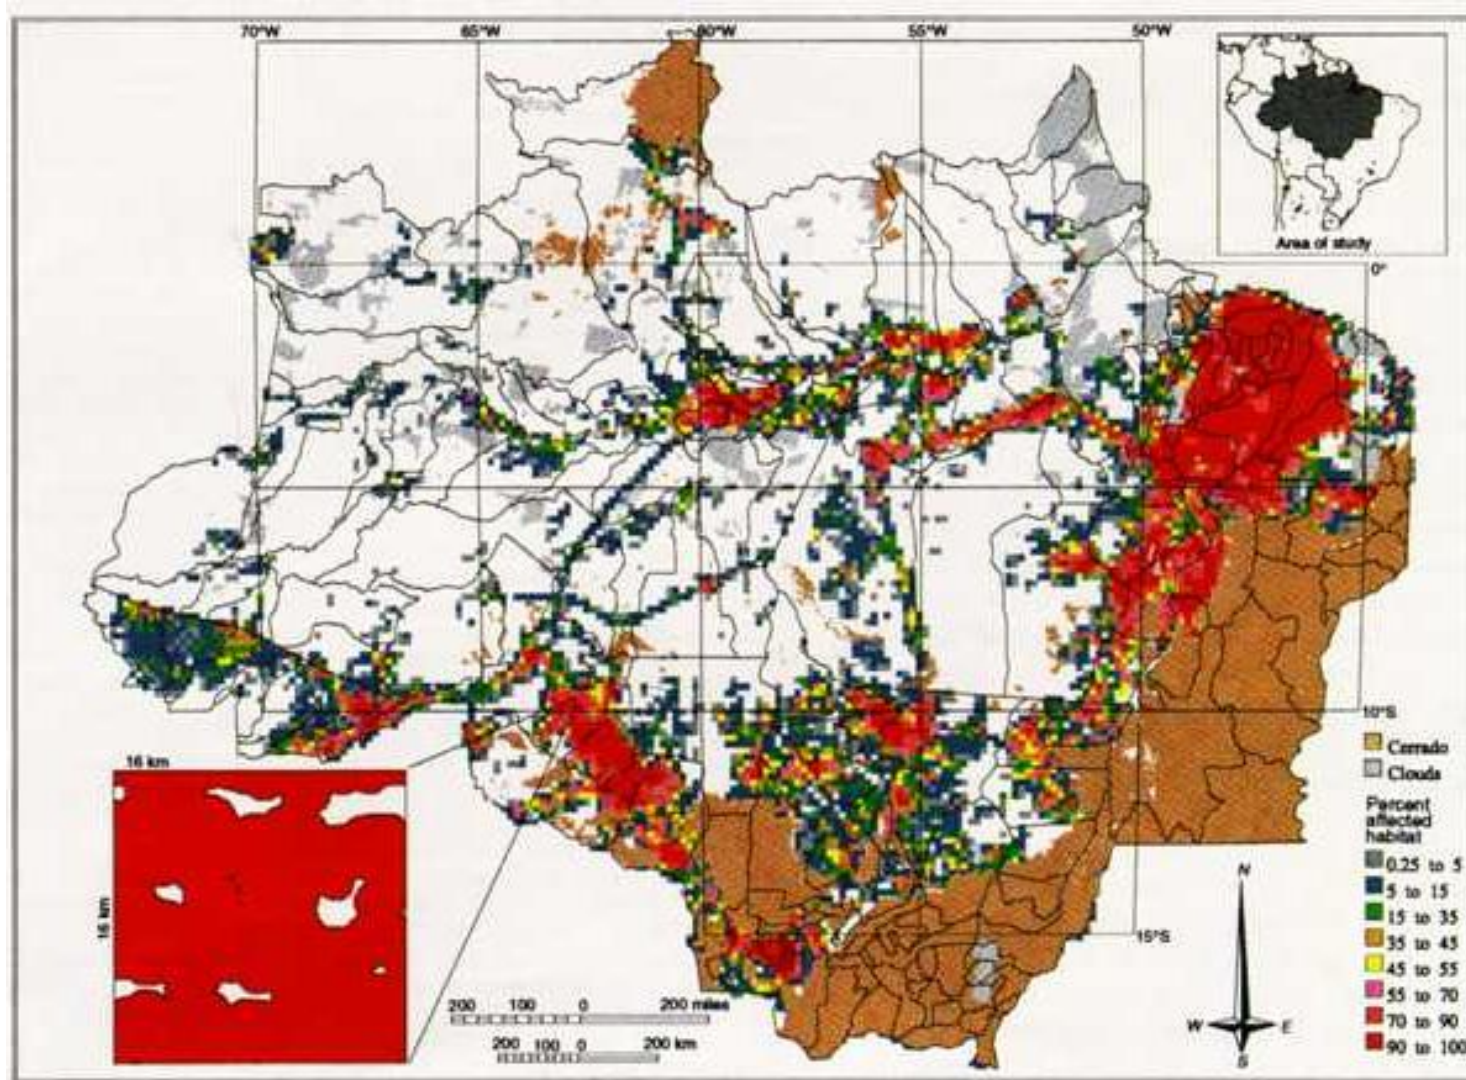 70°W 65°W 60°W 55°W 50°W
Area of study
0°
10°S
15°S
Cerrado
Clouds
Percent
affected
habitat
0.25 to 5
5 to 15
15 to 35
35 to 45
45 to 55
55 to 70
70 to 90
90 to 100
16 km
16 km
200 100 0 200 miles
200 100 0 200 km
N
W E
S